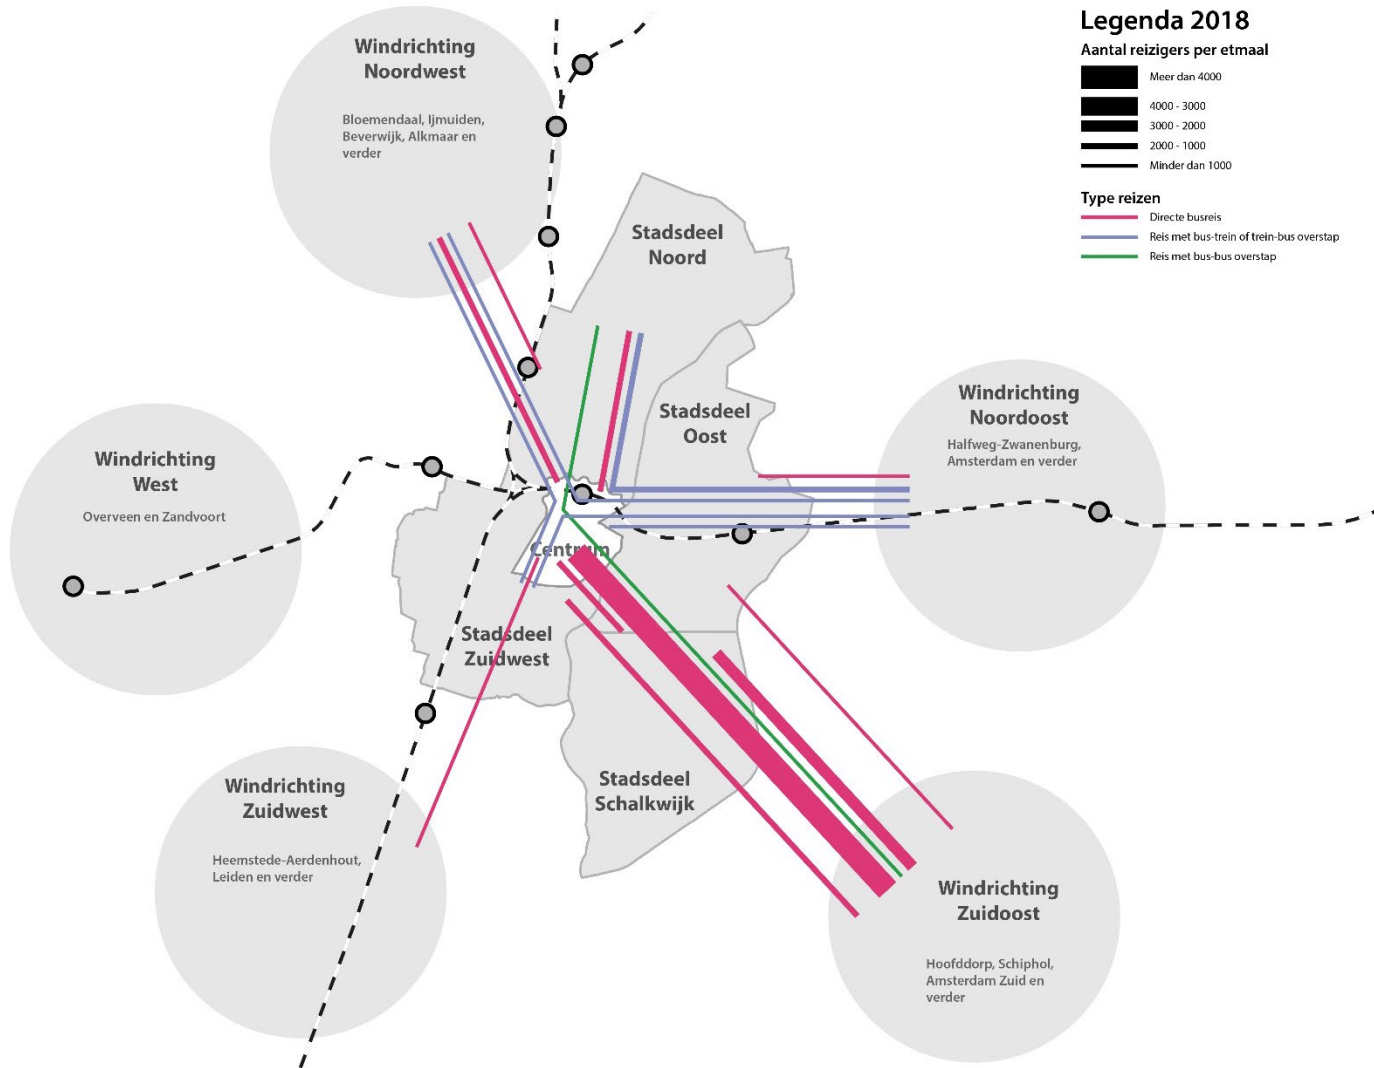 Legenda 2018
Aantal reizigers per etmaal
Meer dan 4000
4000 - 3000
3000 - 2000
2000 - 1000
Minder dan 1000
Type reizen
Directe busreis
Reis met bus-trein of trein-bus overstap
Reis met bus-bus overstap
Windrichting
Noordwest
Bloemendaal, Ijmuiden,
Beverwijk, Alkmaar en
verder
Stadsdeel
Noord
Stadsdeel
Oost
Windrichting
Noordoost
Halfweg-Zwanenburg,
Amsterdam en verder
Windrichting
West
Overveen en Zandvoort
Centrum
Stadsdeel
Zuidwest
Stadsdeel
Schalkwijk
Windrichting
Zuidwest
Heemstede-Aerdenhout,
Leiden en verder
Windrichting
Zuidoost
Hoofddorp, Schiphol,
Amsterdam Zuid en
verder